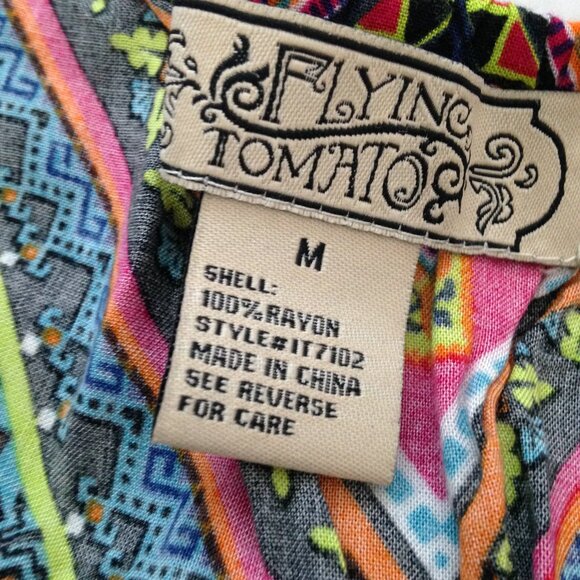 FLYING
TOMATO
M
SHELL:
100% RAYON
STYLE# IT7102
MADE IN CHINA
SEE REVERSE
FOR CARE